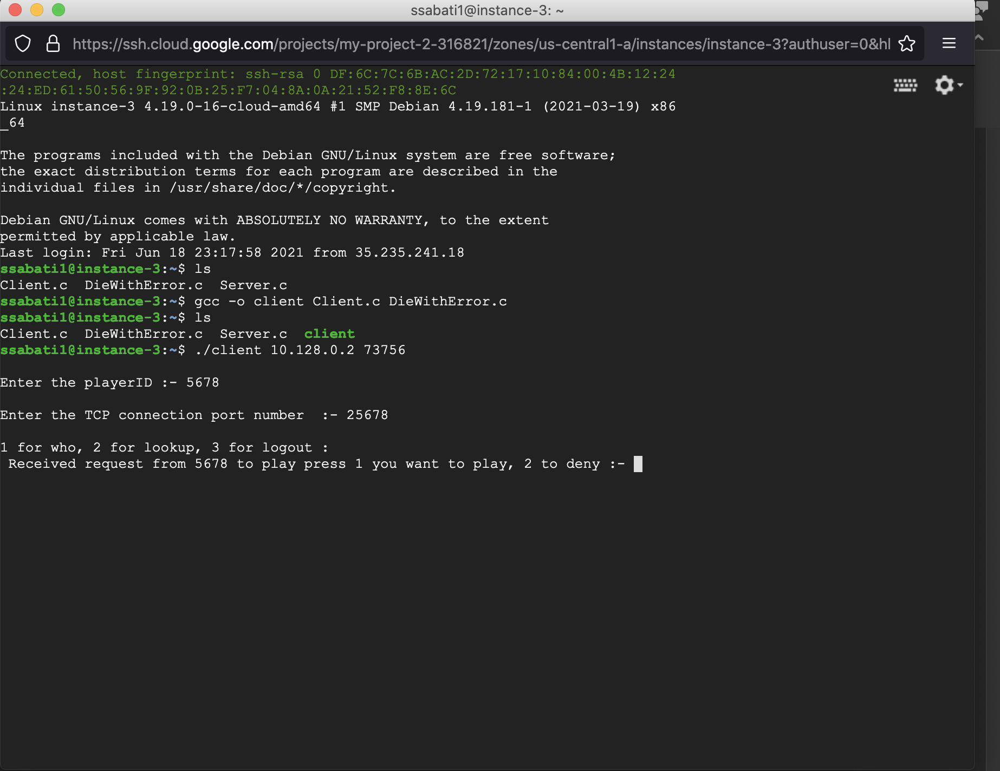 ssabati1@instance-3: ~
https://ssh.cloud.google.com/projects/my-project-2-316821/zones/us-central1-a/instances/instance-3?authuser=0&hl
Connected, host fingerprint: ssh-rsa 0 DF:6C:7C:6B:AC:2D:72:17:10:84:00:4B:12:24
:24:ED:61:50:56:9F:92:0B:25:F7:04:8A:0A:21:52:F8:8E:6C
Linux instance-3 4.19.0-16-cloud-amd64 #1 SMP Debian 4.19.181-1 (2021-03-19) x86
_64
The programs included with the Debian GNU/Linux system are free software;
the exact distribution terms for each program are described in the
individual files in /usr/share/doc/*/copyright.
Debian GNU/Linux comes with ABSOLUTELY NO WARRANTY, to the extent
permitted by applicable law.
Last login: Fri Jun 18 23:17:58 2021 from 35.235.241.18
ssabati1@instance-3:~$ ls
Client.c  DieWithError.c  Server.c
ssabati1@instance-3:~$ gcc -o client Client.c DieWithError.c
ssabati1@instance-3:~$ ls
Client.c  DieWithError.c  Server.c  client
ssabati1@instance-3:~$ ./client 10.128.0.2 73756
Enter the playerID :- 5678
Enter the TCP connection port number  :- 25678
1 for who, 2 for lookup, 3 for logout :
 Received request from 5678 to play press 1 you want to play, 2 to deny :-